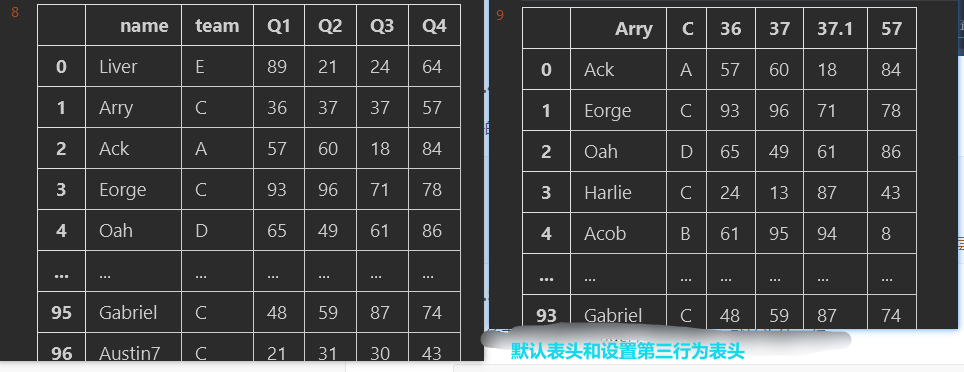 8
name team Q1 Q2 Q3 Q4
0 Liver E 89 21 24 64
1 Arry C 36 37 37 57
2 Ack A 57 60 18 84
3 Eorge C 93 96 71 78
4 Oah D 65 49 61 86
... ... ... ... ... ... ...
95 Gabriel C 48 59 87 74
96 Austin7 C 21 31 30 43
9
Arry C 36 37 37.1 57
0 Ack A 57 60 18 84
1 Eorge C 93 96 71 78
2 Oah D 65 49 61 86
3 Harlie C 24 13 87 43
4 Acob B 61 95 94 8
... ... ... ... ... ... ...
93 Gabriel C 48 59 87 74
默认表头和设置第三行为表头